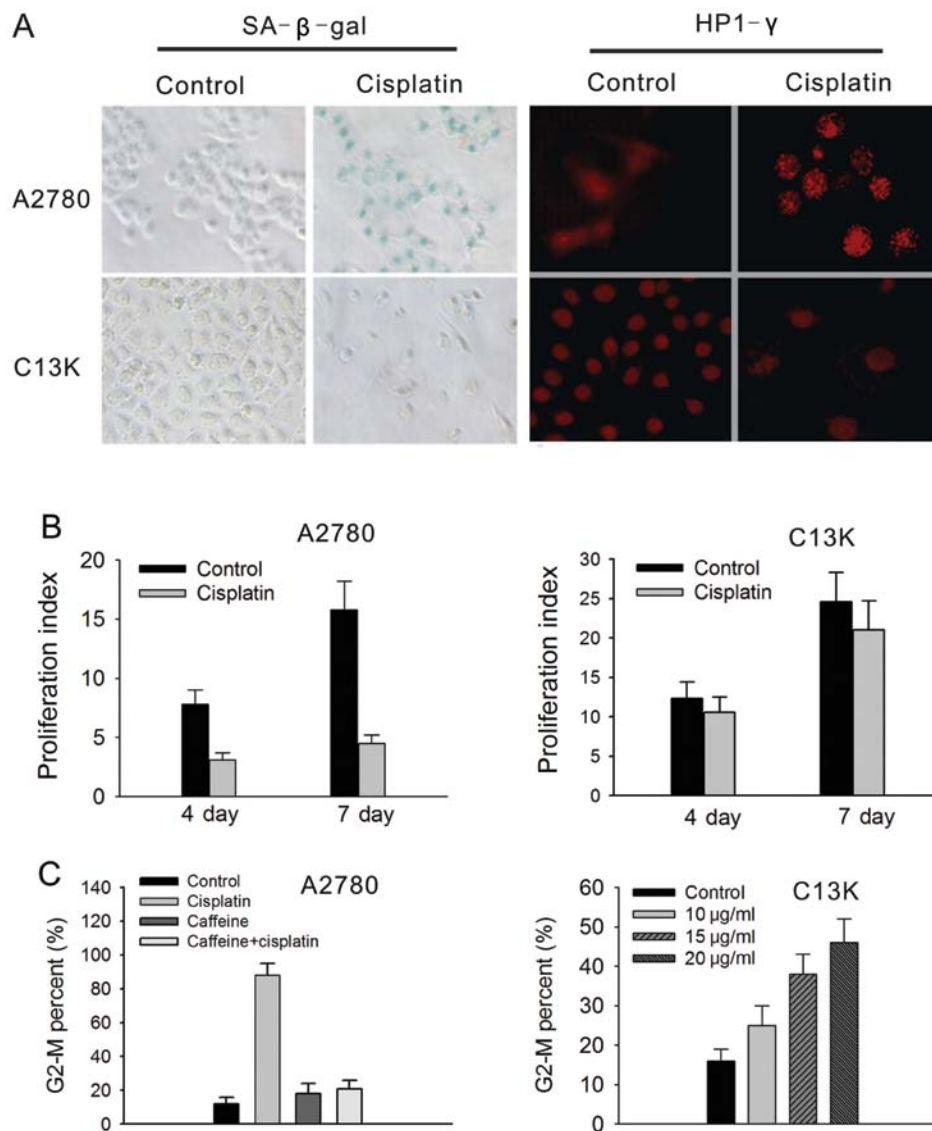 A
SA-β-gal
HP1-γ
Control Cisplatin Control Cisplatin
A2780
C13K
B
A2780
Control
Cisplatin
Proliferation index
20
15
10
5
0
4 day 7 day
C13K
Control
Cisplatin
Proliferation index
30
25
20
15
10
5
0
4 day 7 day
C
A2780
Control
Cisplatin
Caffeine
Caffeine+cisplatin
G2-M percent (%)
140
120
100
80
60
40
20
0
C13K
Control
10 µg/ml
15 µg/ml
20 µg/ml
G2-M percent (%)
60
50
40
30
20
10
0